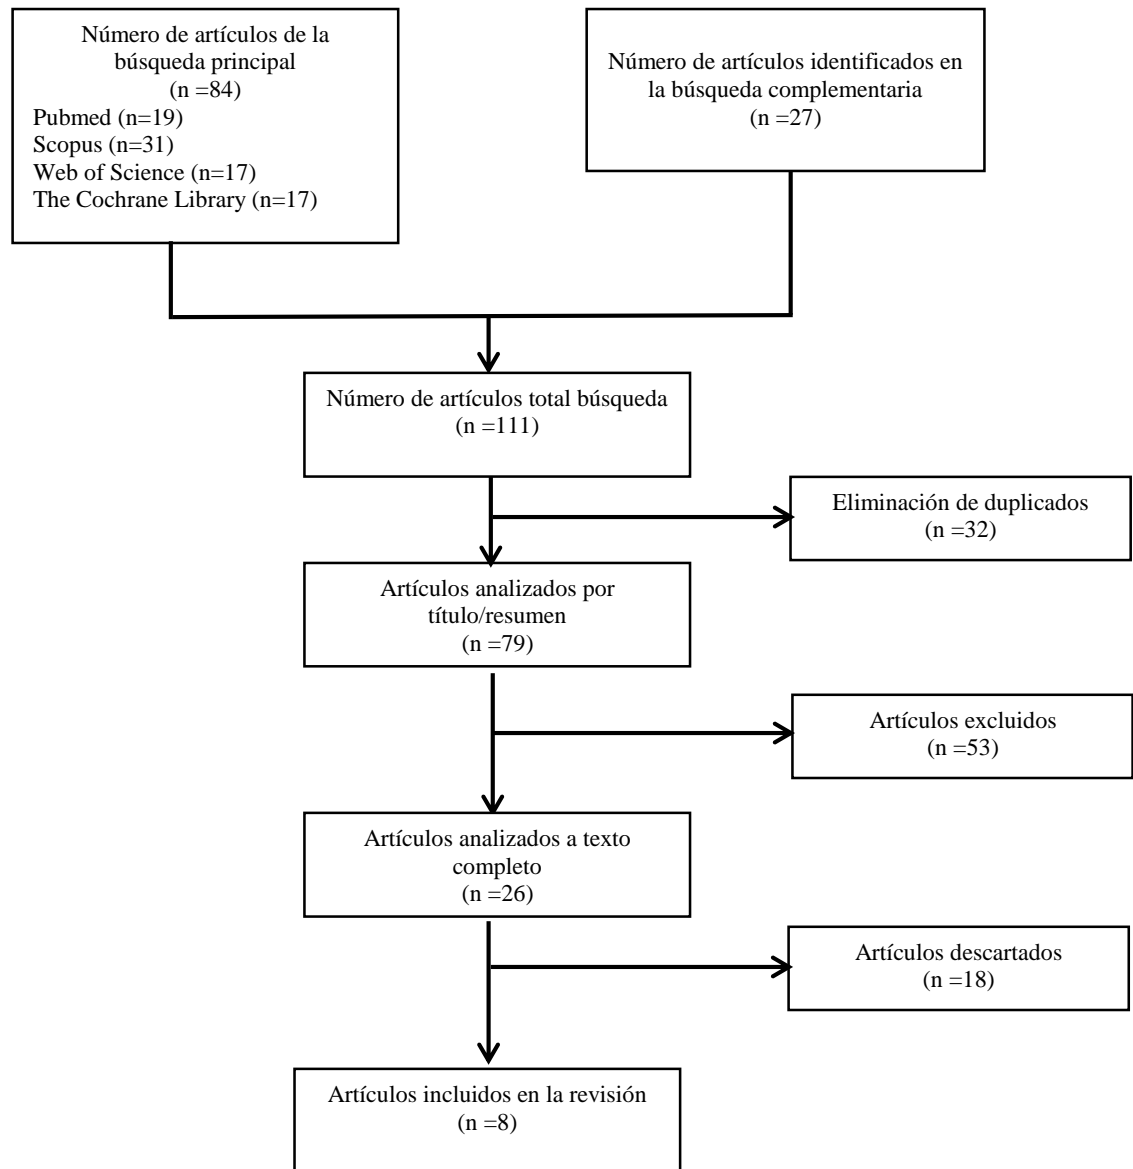 Número de artículos de la
búsqueda principal
(n =84)
Pubmed (n=19)
Scopus (n=31)
Web of Science (n=17)
The Cochrane Library (n=17)
Número de artículos identificados en
la búsqueda complementaria
(n =27)
Número de artículos total búsqueda
(n =111)
Eliminación de duplicados
(n =32)
Artículos analizados por
título/resumen
(n =79)
Artículos excluidos
(n =53)
Artículos analizados a texto
completo
(n =26)
Artículos descartados
(n =18)
Artículos incluidos en la revisión
(n =8)